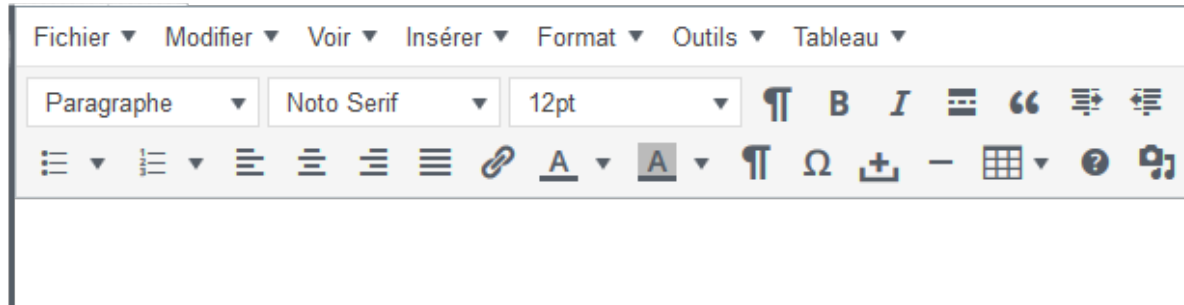 Fichier Modifier Voir Insérer Format Outils Tableau
Paragraphe Noto Serif 12pt ¶ B I
A A ¶ Ω